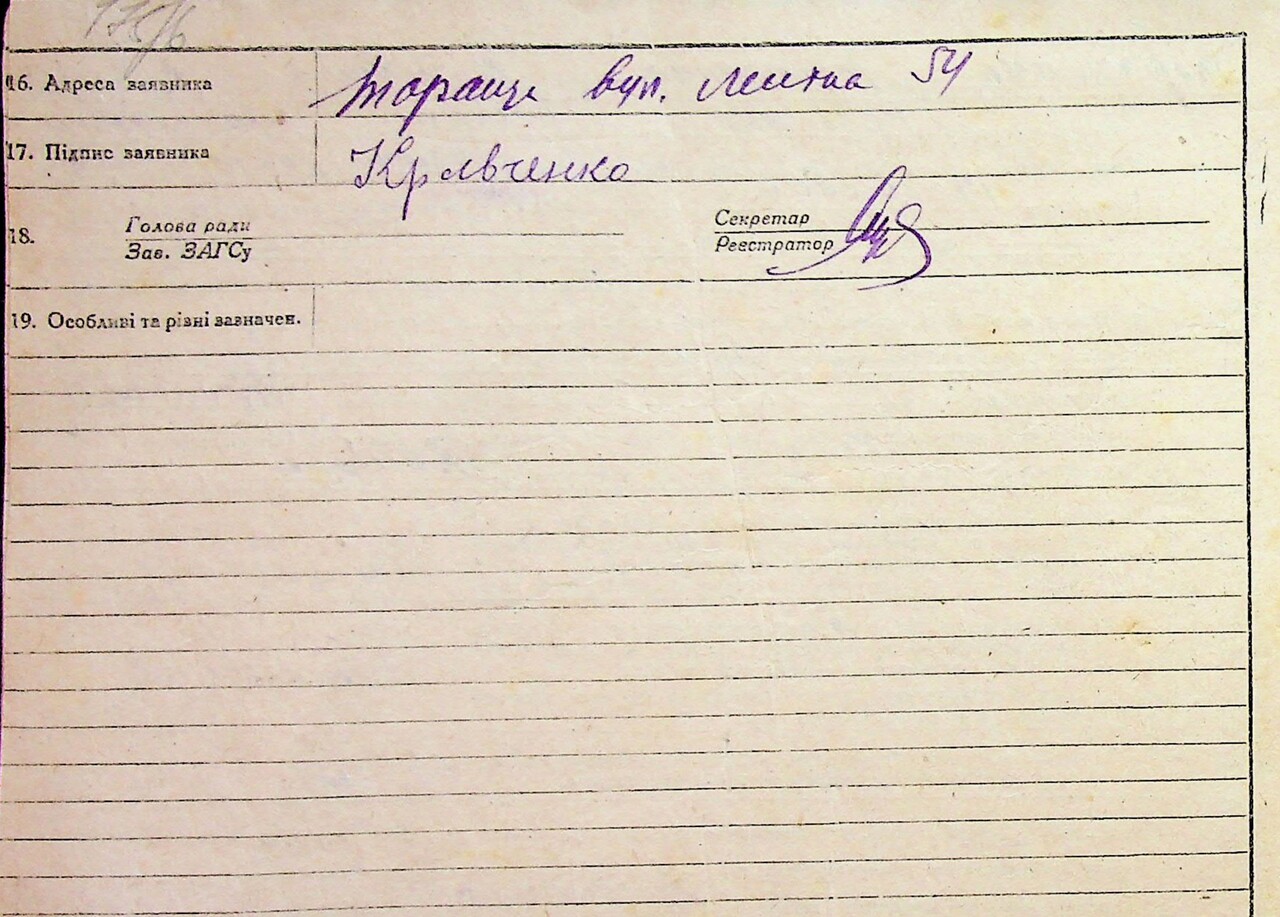 16. Адреса заявника Тараща вул. Леніна 54
17. Підпис заявника Кравченко
18. Голова ради Секретар
Зав. ЗАГСу Реєстратор
19. Особливі та різні зазначен.